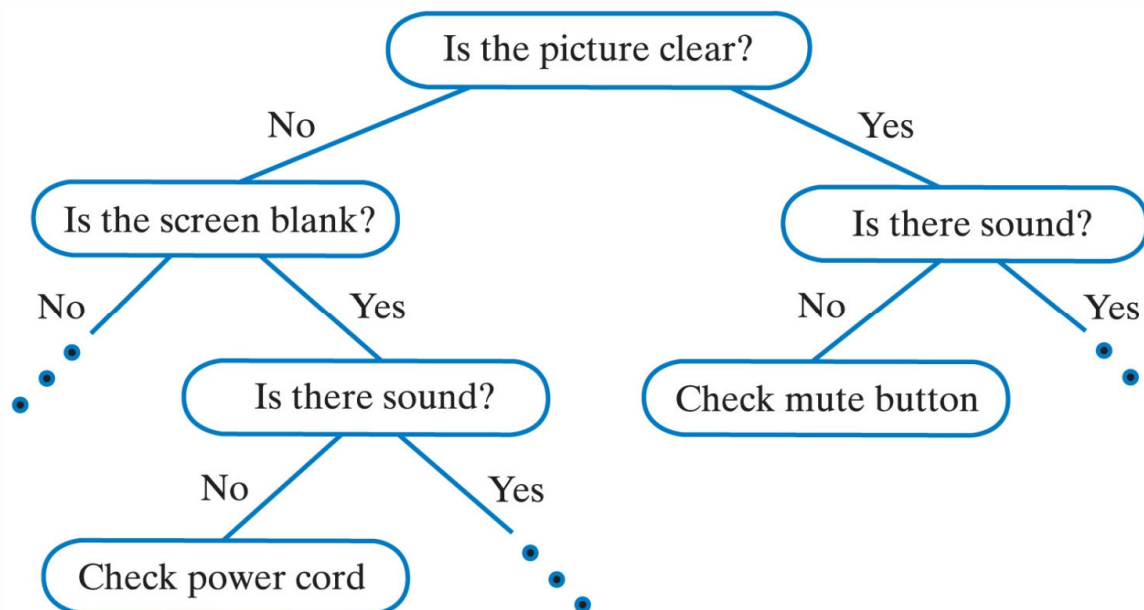 Is the picture clear?
No
Yes
Is the screen blank?
Is there sound?
No
Yes
No
Yes
Is there sound?
Check mute button
No
Yes
Check power cord